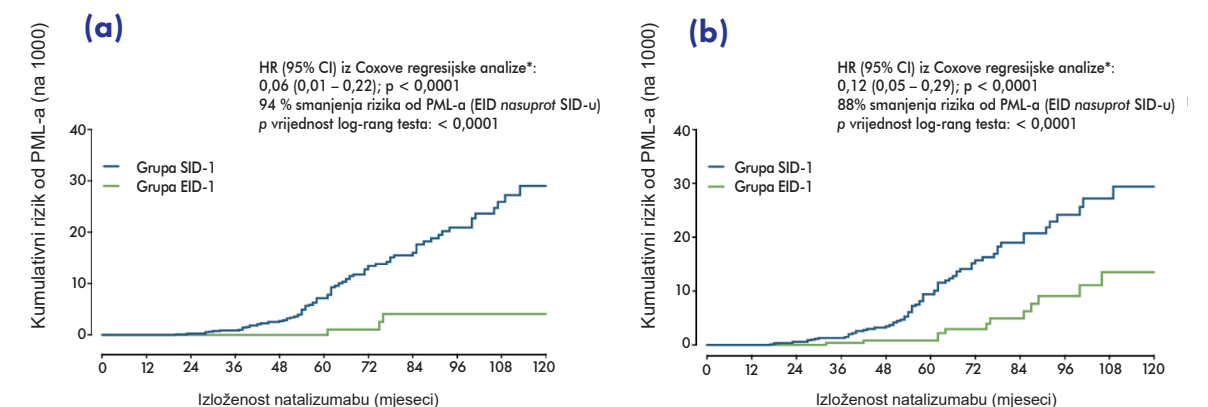 (a)
HR (95% CI) iz Coxove regresijske analize*:
0,06 (0,01 – 0,22); p < 0,0001
94 % smanjenja rizika od PML-a (EID nasuprot SID-u)
p vrijednost log-rang testa: < 0,0001
Kumulativni rizik od PML-a (na 1000)
40
30
20
10
0
Grupa SID-1
Grupa EID-1
0 12 24 36 48 60 72 84 96 108 120
Izloženost natalizumabu (mjeseci)
(b)
HR (95% CI) iz Coxove regresijske analize*:
0,12 (0,05 – 0,29); p < 0,0001
88% smanjenja rizika od PML-a (EID nasuprot SID-u)
p vrijednost log-rang testa: < 0,0001
Kumulativni rizik od PML-a (na 1000)
40
30
20
10
0
Grupa SID-1
Grupa EID-1
0 12 24 36 48 60 72 84 96 108 120
Izloženost natalizumabu (mjeseci)